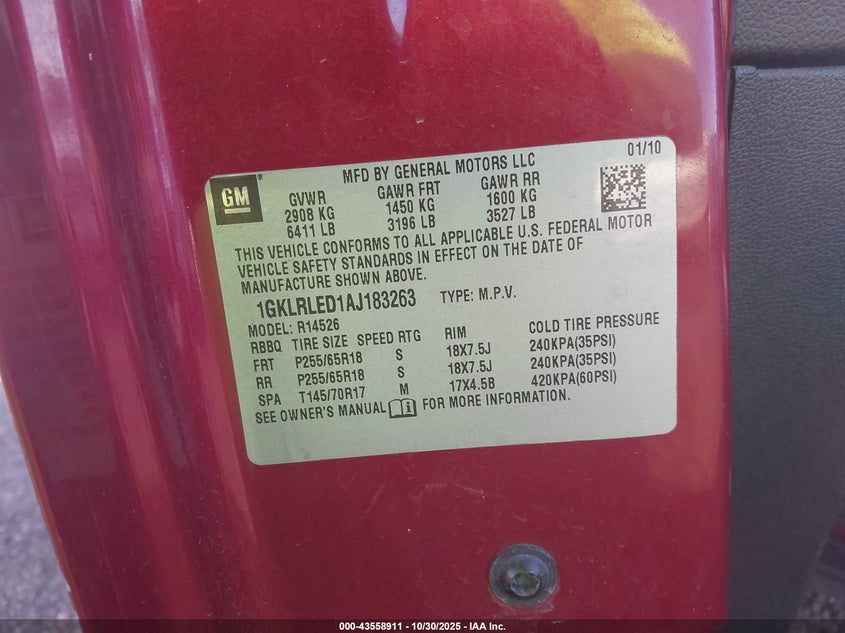 GM®
MFD BY GENERAL MOTORS LLC 01/10
GVWR GAWR FRT GAWR RR
2908 KG 1450 KG 1600 KG
6411 LB 3196 LB 3527 LB
THIS VEHICLE CONFORMS TO ALL APPLICABLE U.S. FEDERAL MOTOR
VEHICLE SAFETY STANDARDS IN EFFECT ON THE DATE OF
MANUFACTURE SHOWN ABOVE.
1GKLRLED1AJ183263 TYPE: M.P.V.
MODEL: R14526
RBBQ TIRE SIZE SPEED RTG RIM COLD TIRE PRESSURE
FRT P255/65R18 S 18X7.5J 240KPA(35PSI)
RR P255/65R18 S 18X7.5J 240KPA(35PSI)
SPA T145/70R17 M 17X4.5B 420KPA(60PSI)
SEE OWNER'S MANUAL FOR MORE INFORMATION.
000-43558911 - 10/30/2025 - IAA Inc.